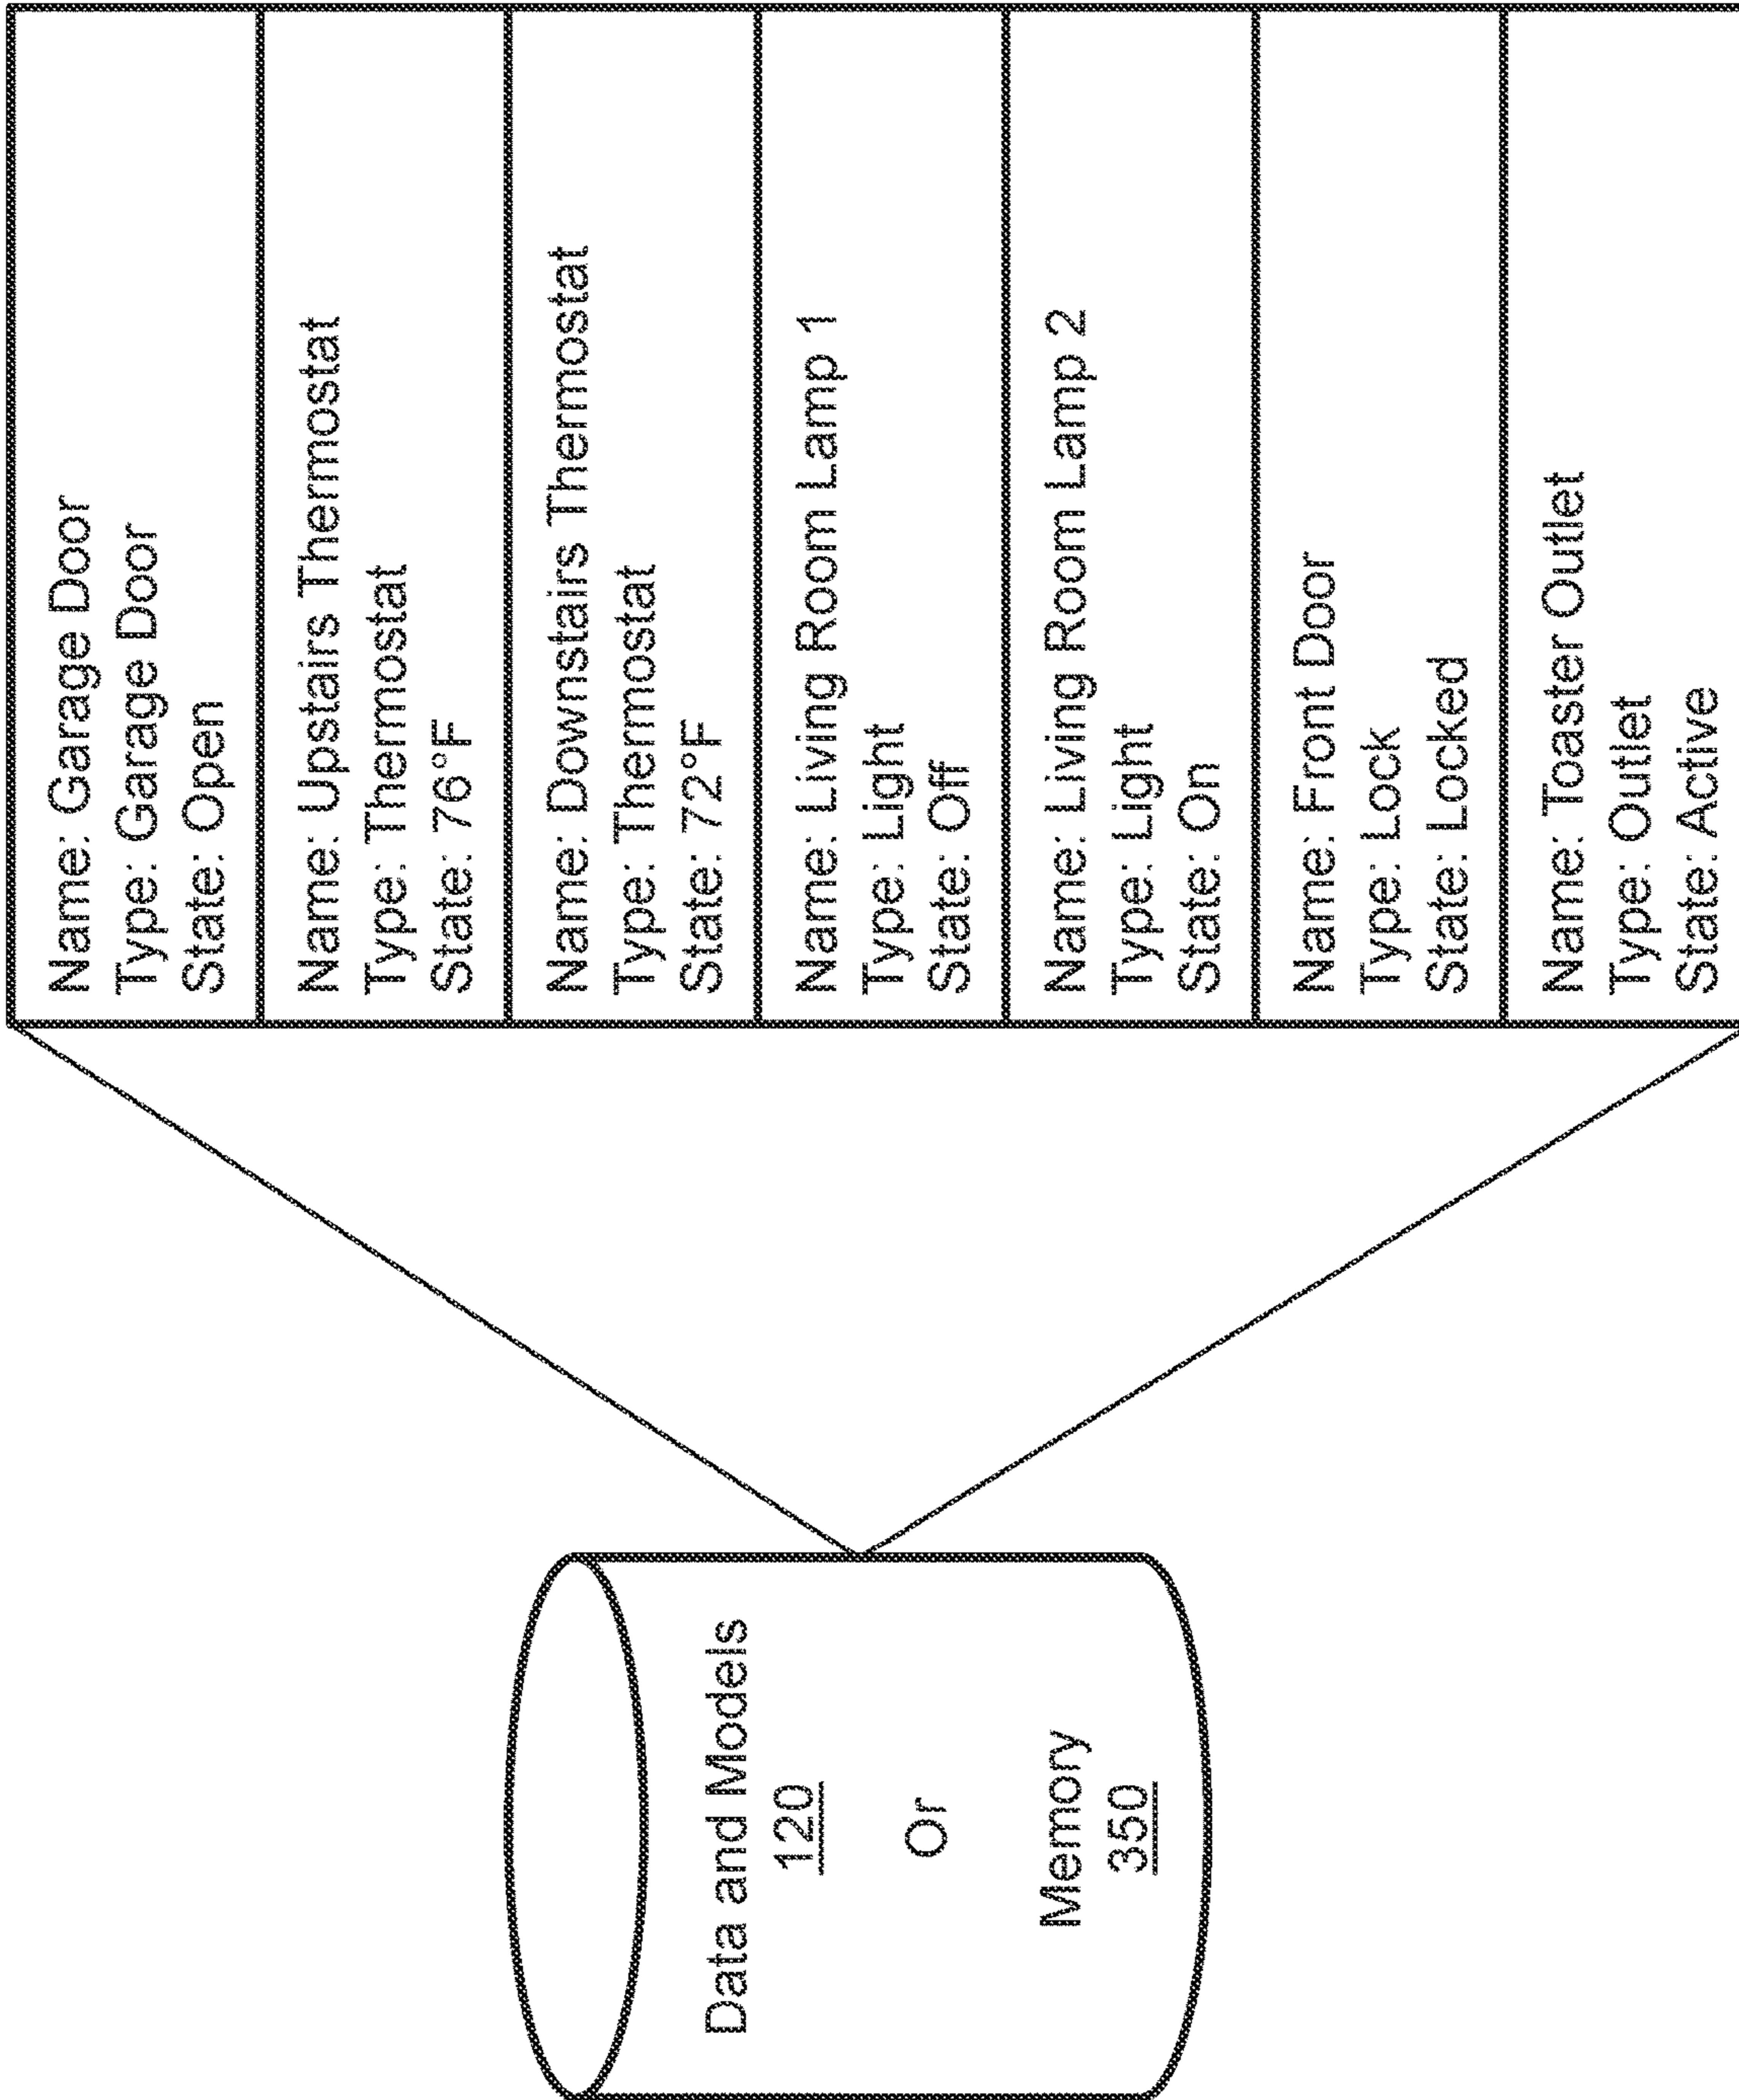 Data and Models
120
Or
Memory
350
Name: Garage Door
Type: Garage Door
State: Open
Name: Upstairs Thermostat
Type: Thermostat
State: 76°F
Name: Downstairs Thermostat
Type: Thermostat
State: 72°F
Name: Living Room Lamp 1
Type: Light
State: Off
Name: Living Room Lamp 2
Type: Light
State: On
Name: Front Door
Type: Lock
State: Locked
Name: Toaster Outlet
Type: Outlet
State: Active